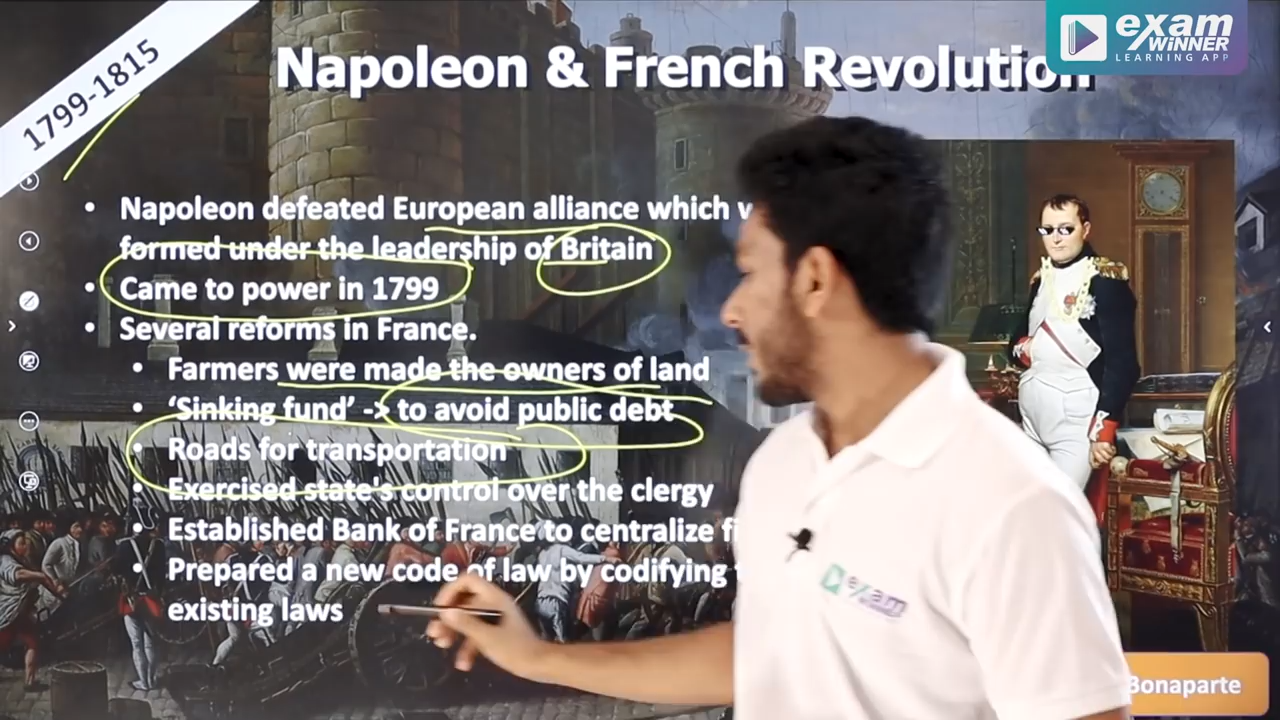 exam
WINNER
LEARNING APP
1799-1815
Napoleon & French Revolution
• Napoleon defeated European alliance which
formed under the leadership of Britain
• Came to power in 1799
• Several reforms in France.
• Farmers were made the owners of land
• ‘Sinking fund’ -> to avoid public debt
• Roads for transportation
• Exercised state's control over the clergy
• Established Bank of France to centralize
• Prepared a new code of law by codifying
existing laws
exam
Bonaparte